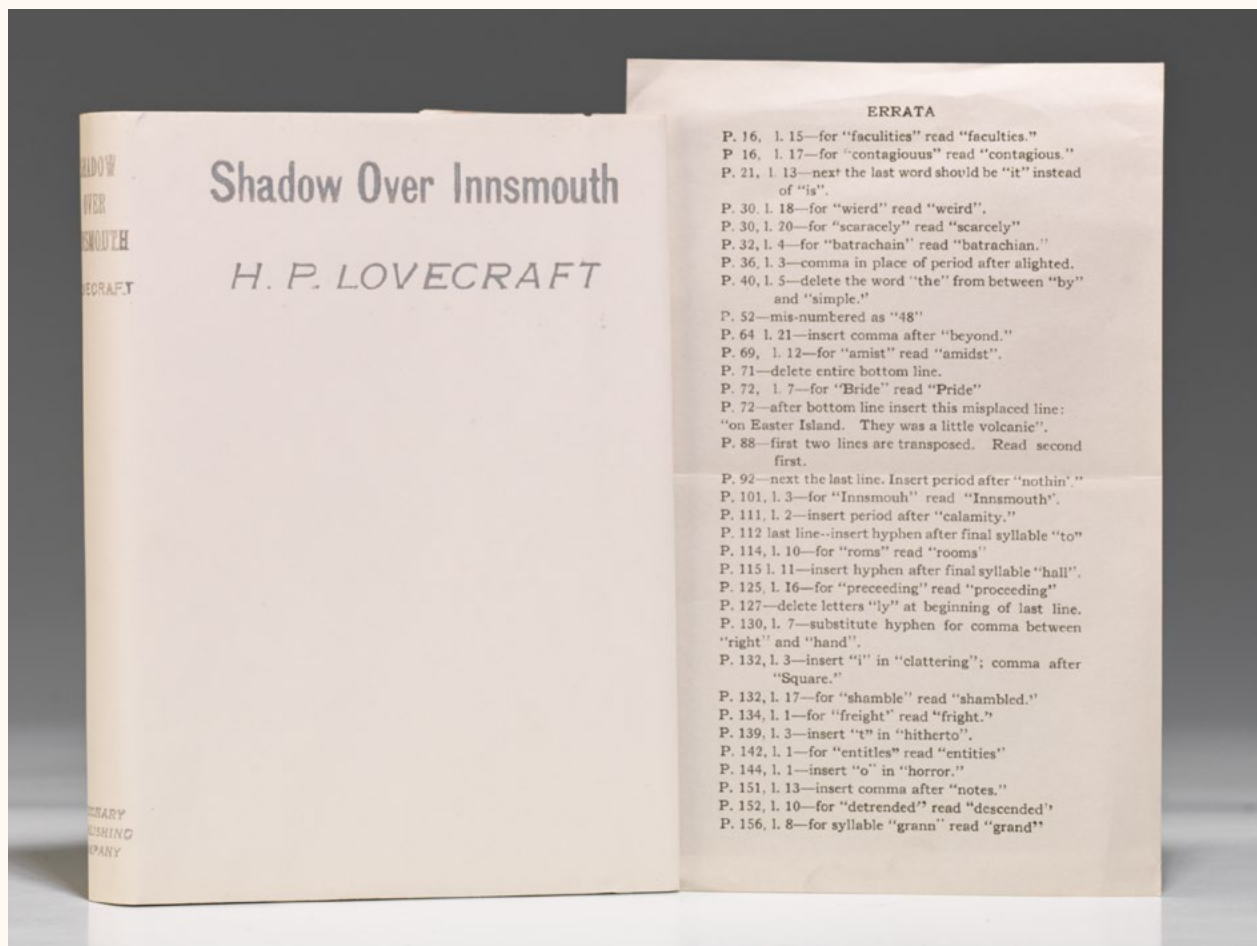 SHADOW
OVER
INNSMOUTH
LOVECRAFT
VISIONARY
PUBLISHING
COMPANY
Shadow Over Innsmouth
H. P. LOVECRAFT
ERRATA
P. 16, l. 15—for "faculities" read "faculties."
P 16, l. 17—for "contagiouus" read "contagious."
P. 21, l 13—next the last word should be "it" instead
of "is".
P. 30, l. 18—for "wierd" read "weird".
P. 30, l. 20—for "scaracely" read "scarcely"
P. 32, l. 4—for "batrachain" read "batrachian."
P. 36, l. 3—comma in place of period after alighted.
P. 40, l. 5—delete the word "the" from between "by"
and "simple."
P. 52—mis-numbered as "48"
P. 64 l. 21—insert comma after "beyond."
P. 69, l. 12—for "amist" read "amidst".
P. 71—delete entire bottom line.
P. 72, l. 7—for "Bride" read "Pride"
P. 72—after bottom line insert this misplaced line:
"on Easter Island. They was a little volcanic".
P. 88—first two lines are transposed. Read second
first.
P. 92—next the last line. Insert period after "nothin'."
P. 101, l. 3—for "Innsmouh" read "Innsmouth".
P. 111, l. 2—insert period after "calamity."
P. 112 last line--insert hyphen after final syllable "to"
P. 114, l. 10—for "roms" read "rooms"
P. 115 l. 11—insert hyphen after final syllable "hall".
P. 125, l. 16—for "preceeding" read "proceeding"
P. 127—delete letters "ly" at beginning of last line.
P. 130, l. 7—substitute hyphen for comma between
"right" and "hand".
P. 132, l. 3—insert "i" in "clattering"; comma after
"Square."
P. 132, l. 17—for "shamble" read "shambled."
P. 134, l. 1—for "freight" read "fright."
P. 139, l. 3—insert "t" in "hitherto".
P. 142, l. 1—for "entitles" read "entities"
P. 144, l. 1—insert "o" in "horror."
P. 151, l. 13—insert comma after "notes."
P. 152, l. 10—for "detrended" read "descended"
P. 156, l. 8—for syllable "grann" read "grand"